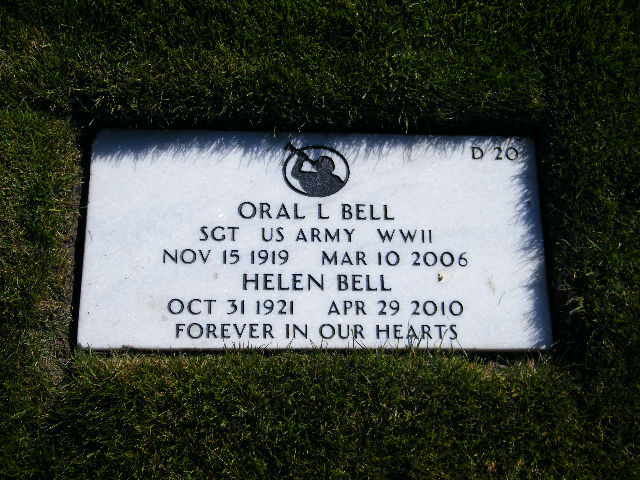 D 20
ORAL L BELL
SGT US ARMY WWII
NOV 15 1919 MAR 10 2006
HELEN BELL
OCT 31 1921 APR 29 2010
FOREVER IN OUR HEARTS